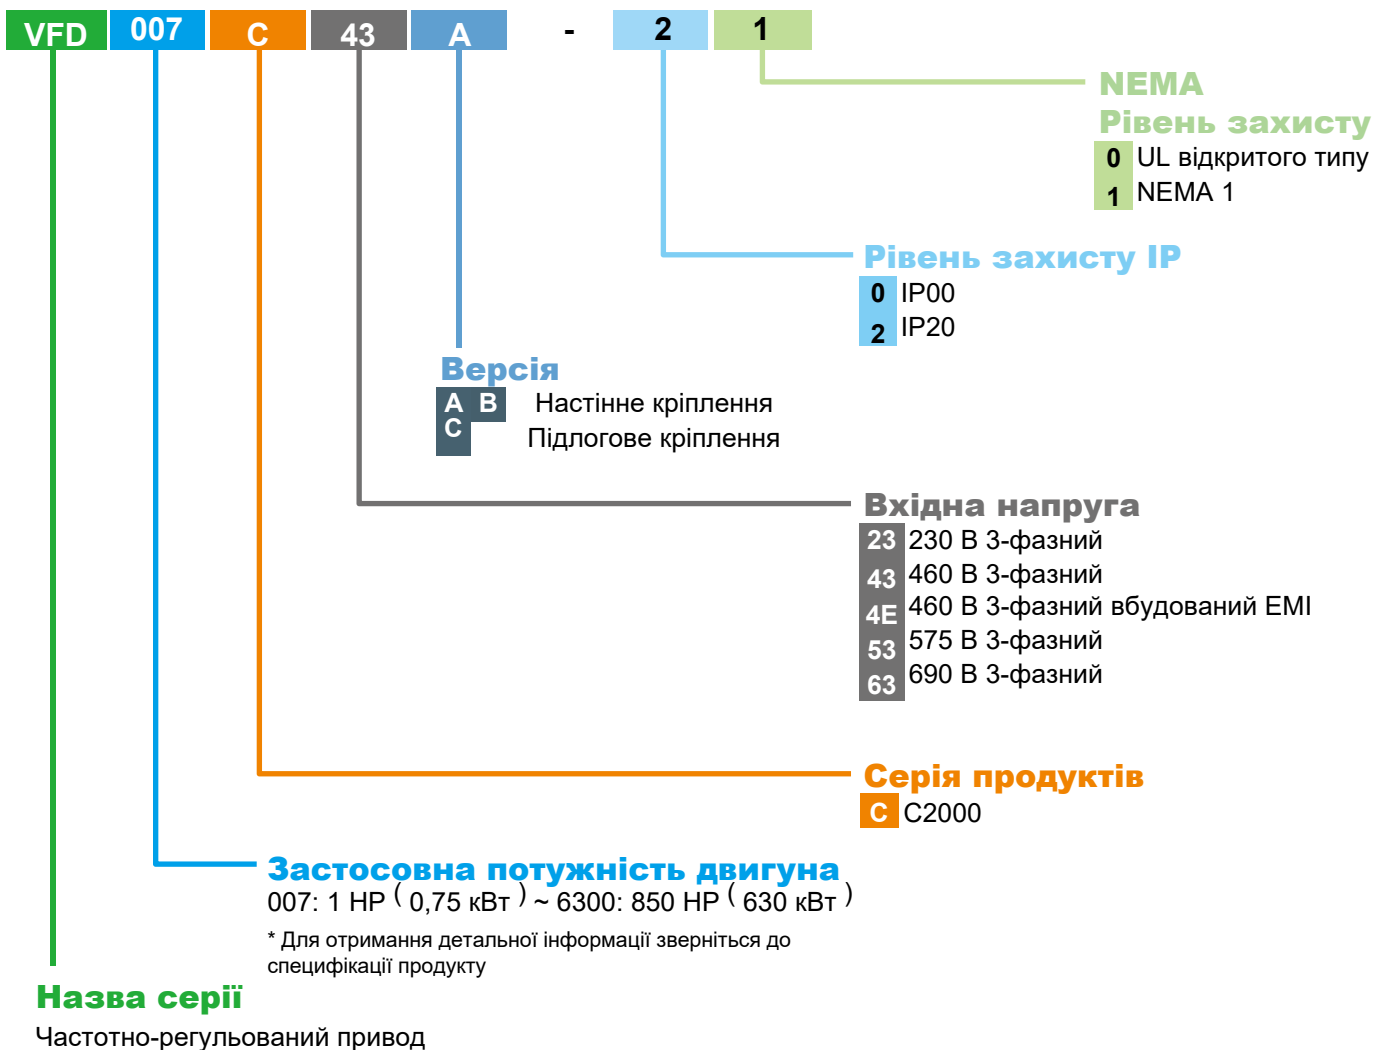 VFD 007 C 43 A - 2 1
NEMA
Рівень захисту
0 UL відкритого типу
1 NEMA 1
Рівень захисту IP
0 IP00
2 IP20
Версія
A B Настінне кріплення
C Підлогове кріплення
Вхідна напруга
23 230 В 3-фазний
43 460 В 3-фазний
4E 460 В 3-фазний вбудований EMI
53 575 В 3-фазний
63 690 В 3-фазний
Серія продуктів
C C2000
Застосовна потужність двигуна
007: 1 HP ( 0,75 кВт ) ~ 6300: 850 HP ( 630 кВт )
* Для отримання детальної інформації зверніться до
специфікації продукту
Назва серії
Частотно-регульований привод